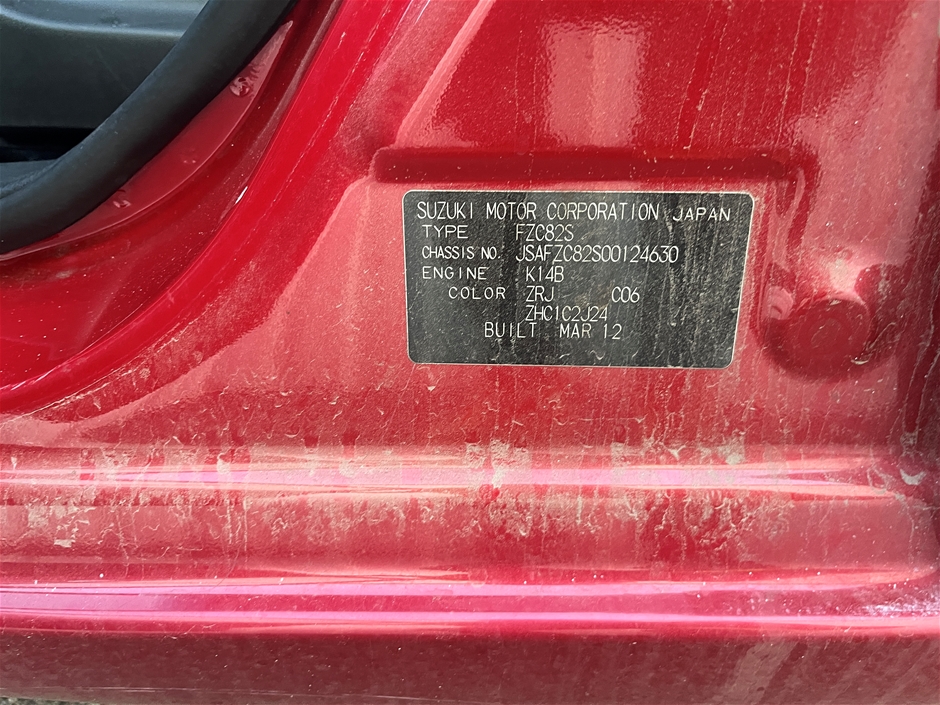 SUZUKI MOTOR CORPORATION JAPAN
TYPE FZC82S
CHASSIS NO. JSAFZC82S00124630
ENGINE K14B
COLOR ZRJ C06
ZHC1C2J24
BUILT MAR 12